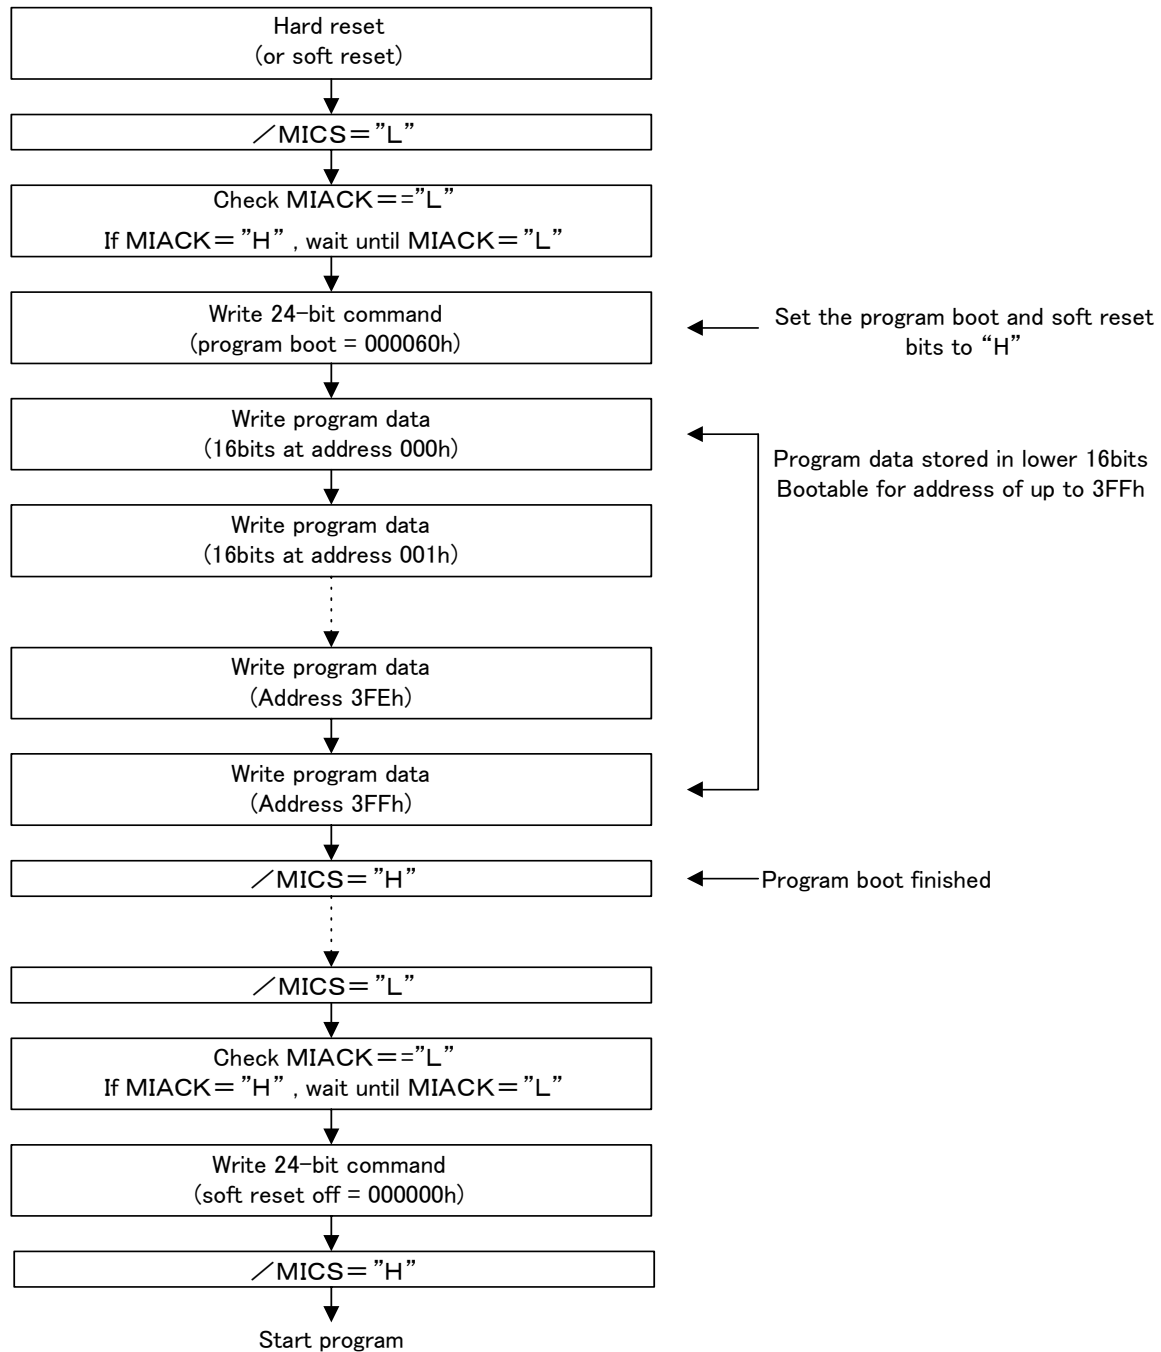 Hard reset
(or soft reset)
／MICS＝”L”
Check MIACK＝=”L”
If MIACK＝”H” , wait until MIACK＝”L”
Write 24-bit command
(program boot = 000060h)
Set the program boot and soft reset
bits to “H”
Write program data
(16bits at address 000h)
Program data stored in lower 16bits
Bootable for address of up to 3FFh
Write program data
(16bits at address 001h)
Write program data
(Address 3FEh)
Write program data
(Address 3FFh)
／MICS＝”H”
Program boot finished
／MICS＝”L”
Check MIACK＝=”L”
If MIACK＝”H” , wait until MIACK＝”L”
Write 24-bit command
(soft reset off = 000000h)
／MICS＝”H”
Start program